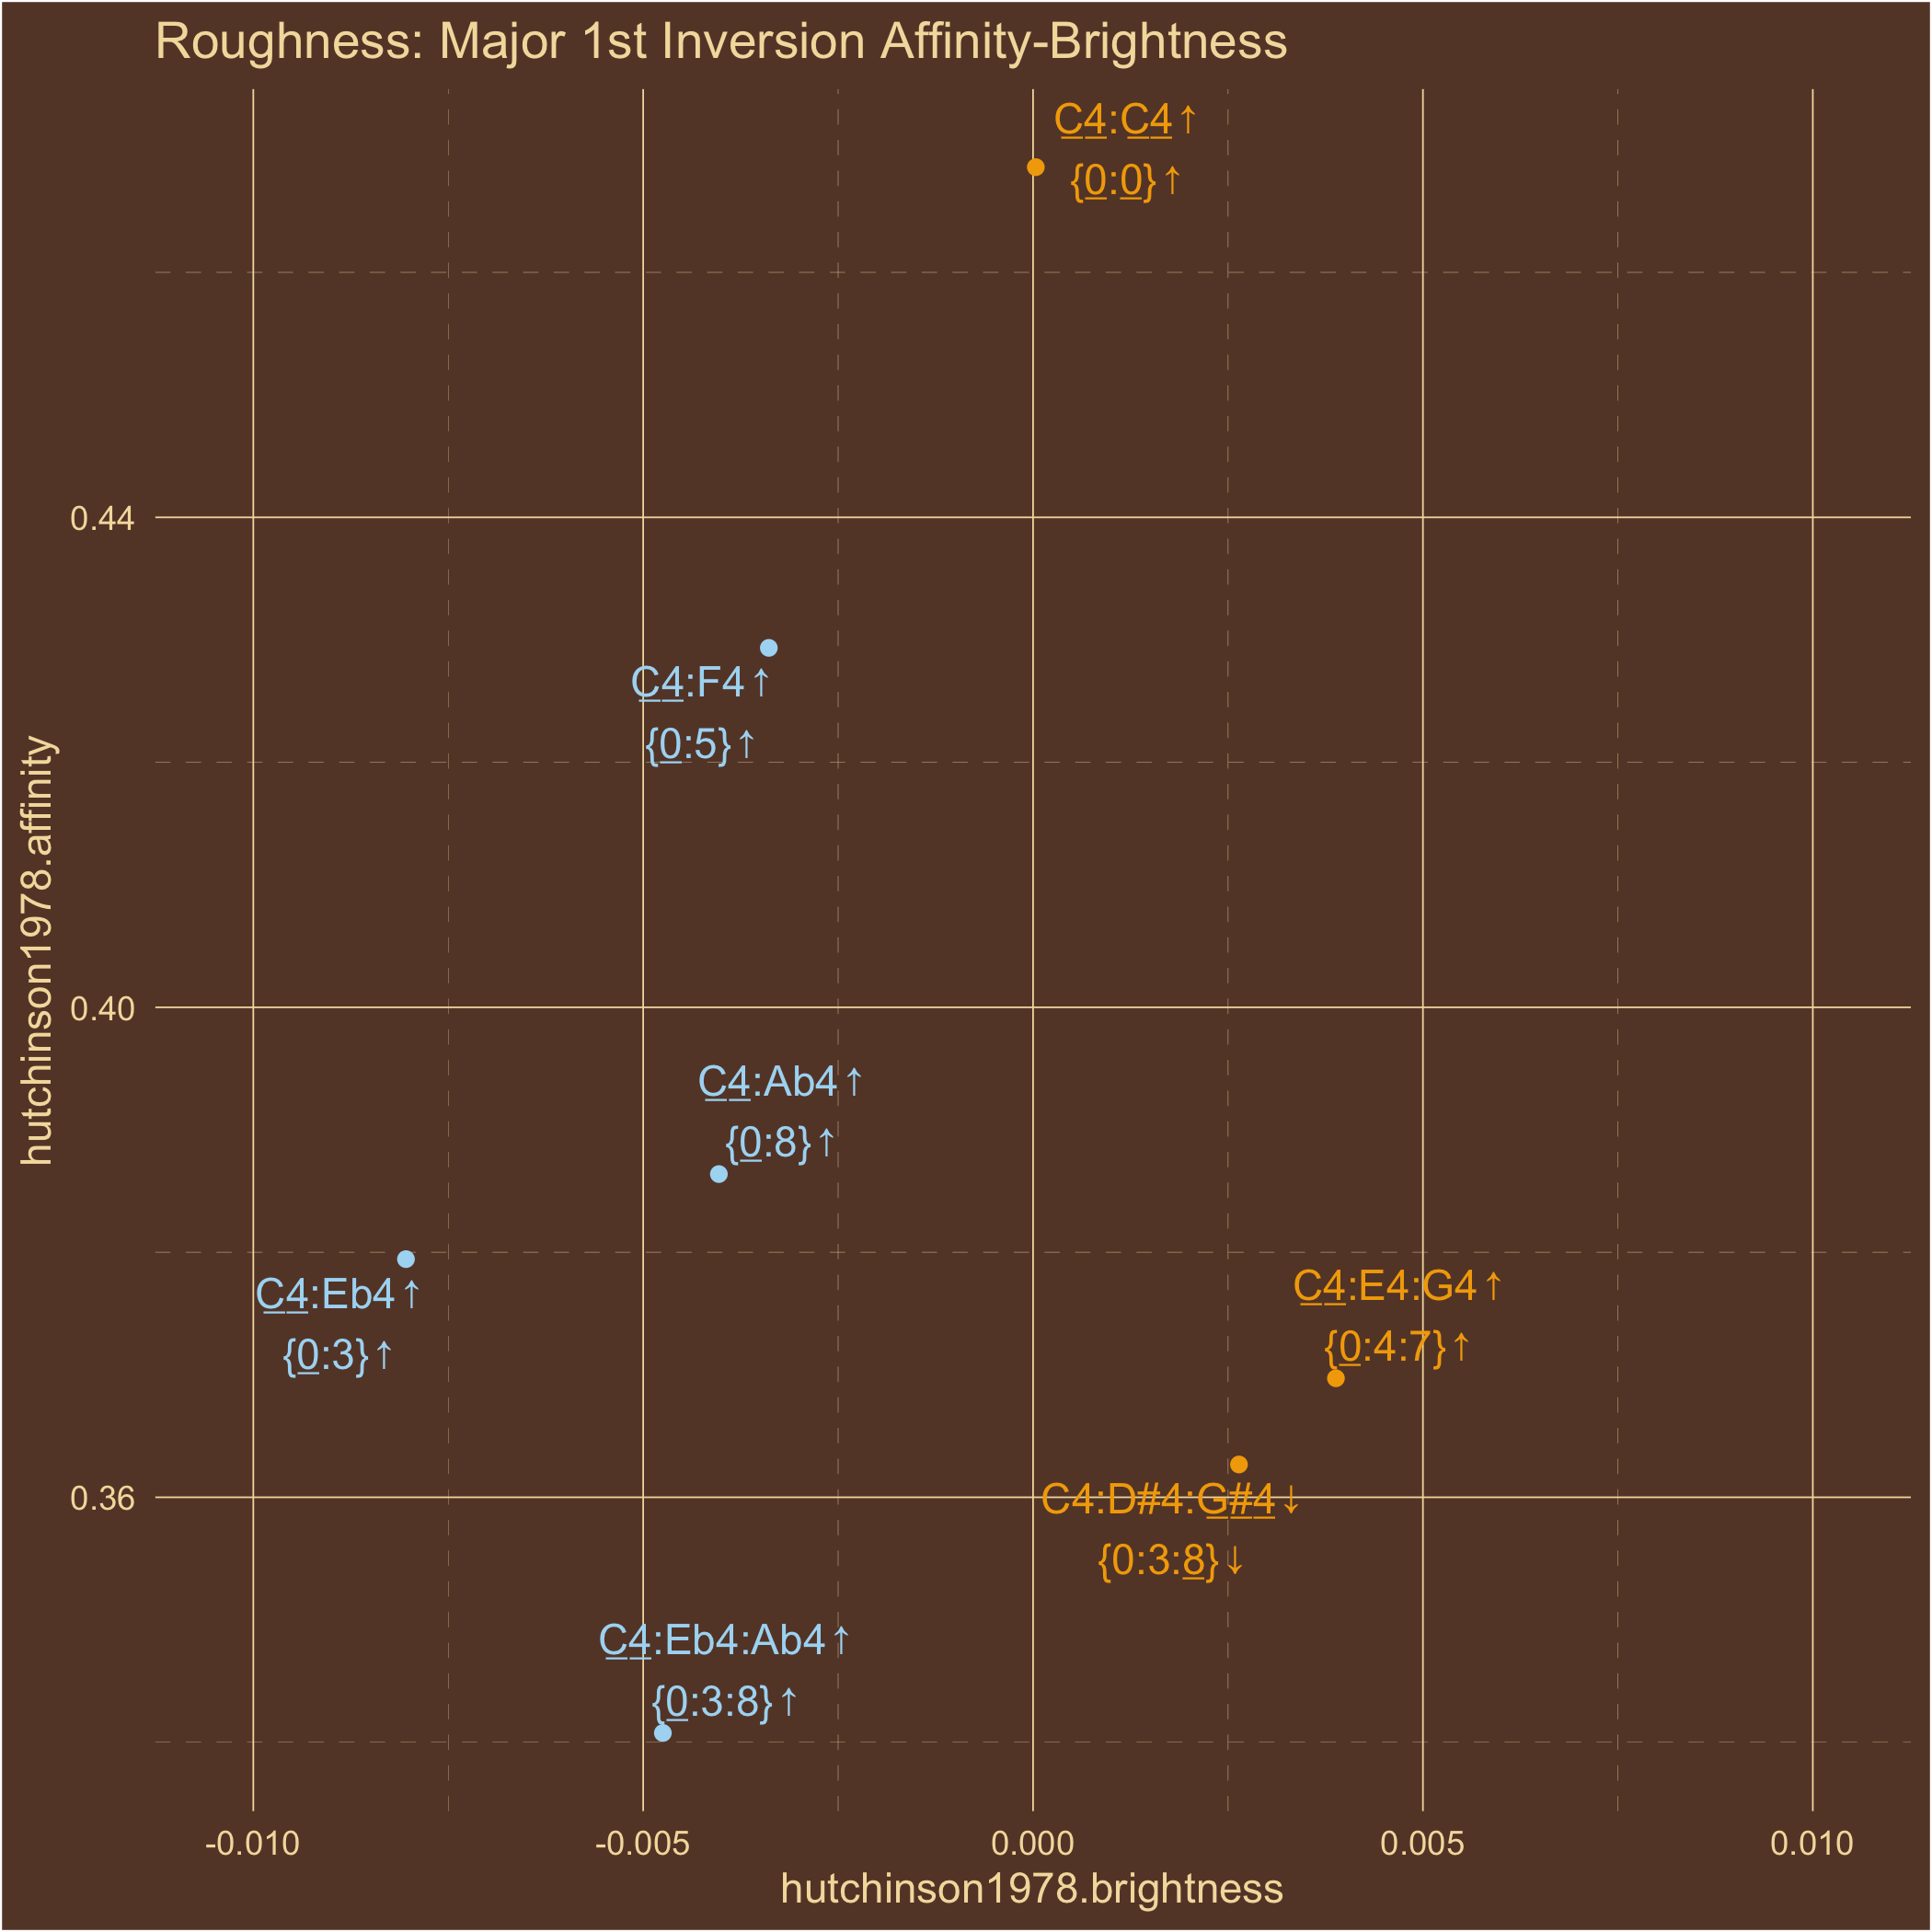 Roughness: Major 1st Inversion Affinity-Brightness
C4:C4↑
{0:0}↑
0.44
C4:F4↑
{0:5}↑
hutchinson1978.affinity
0.40
C4:Ab4↑
{0:8}↑
C4:Eb4↑
{0:3}↑
C4:E4:G4↑
{0:4:7}↑
0.36
C4:D#4:G#4↓
{0:3:8}↓
C4:Eb4:Ab4↑
{0:3:8}↑
-0.010 -0.005 0.000 0.005 0.010
hutchinson1978.brightness